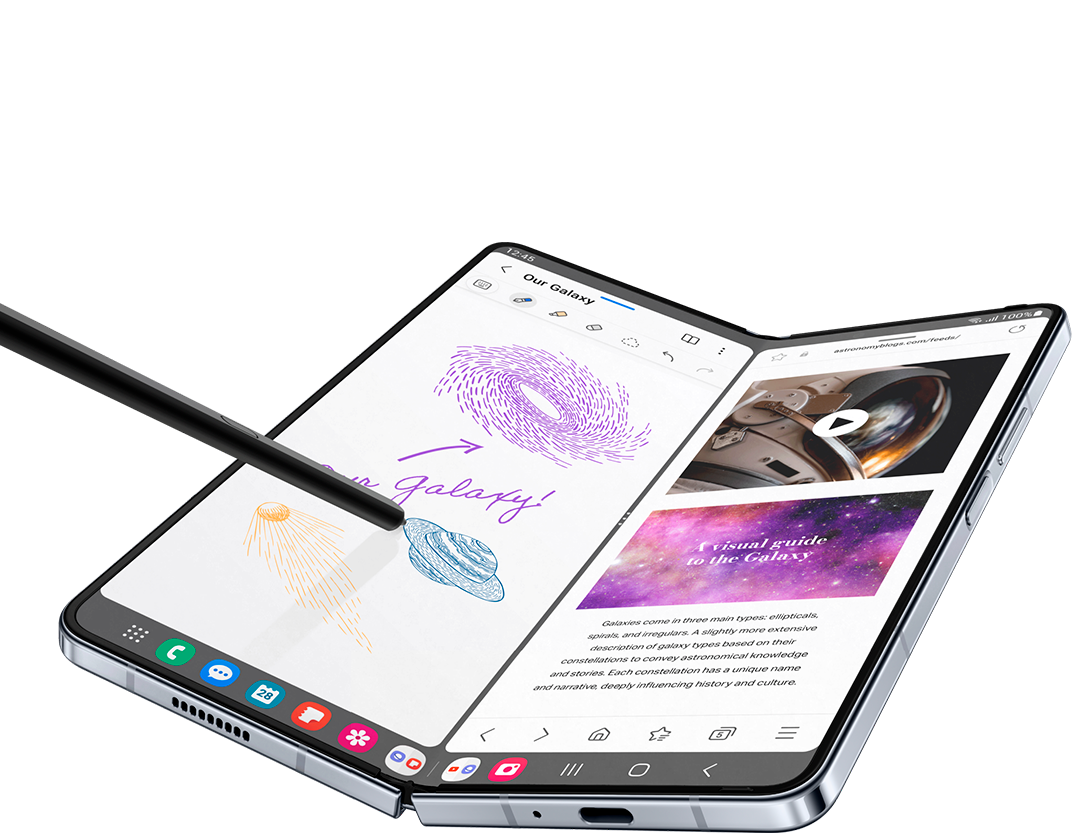 12:45
Our Galaxy
100%
astronomyblogs.com/feeds/
Galaxy!
A visual guide
to the Galaxy
Galaxies come in three main types: ellipticals,
spirals, and irregulars. A slightly more extensive
description of galaxy types based on their
constellations to convey astronomical knowledge
and stories. Each constellation has a unique name
and narrative, deeply influencing history and culture.
28
5